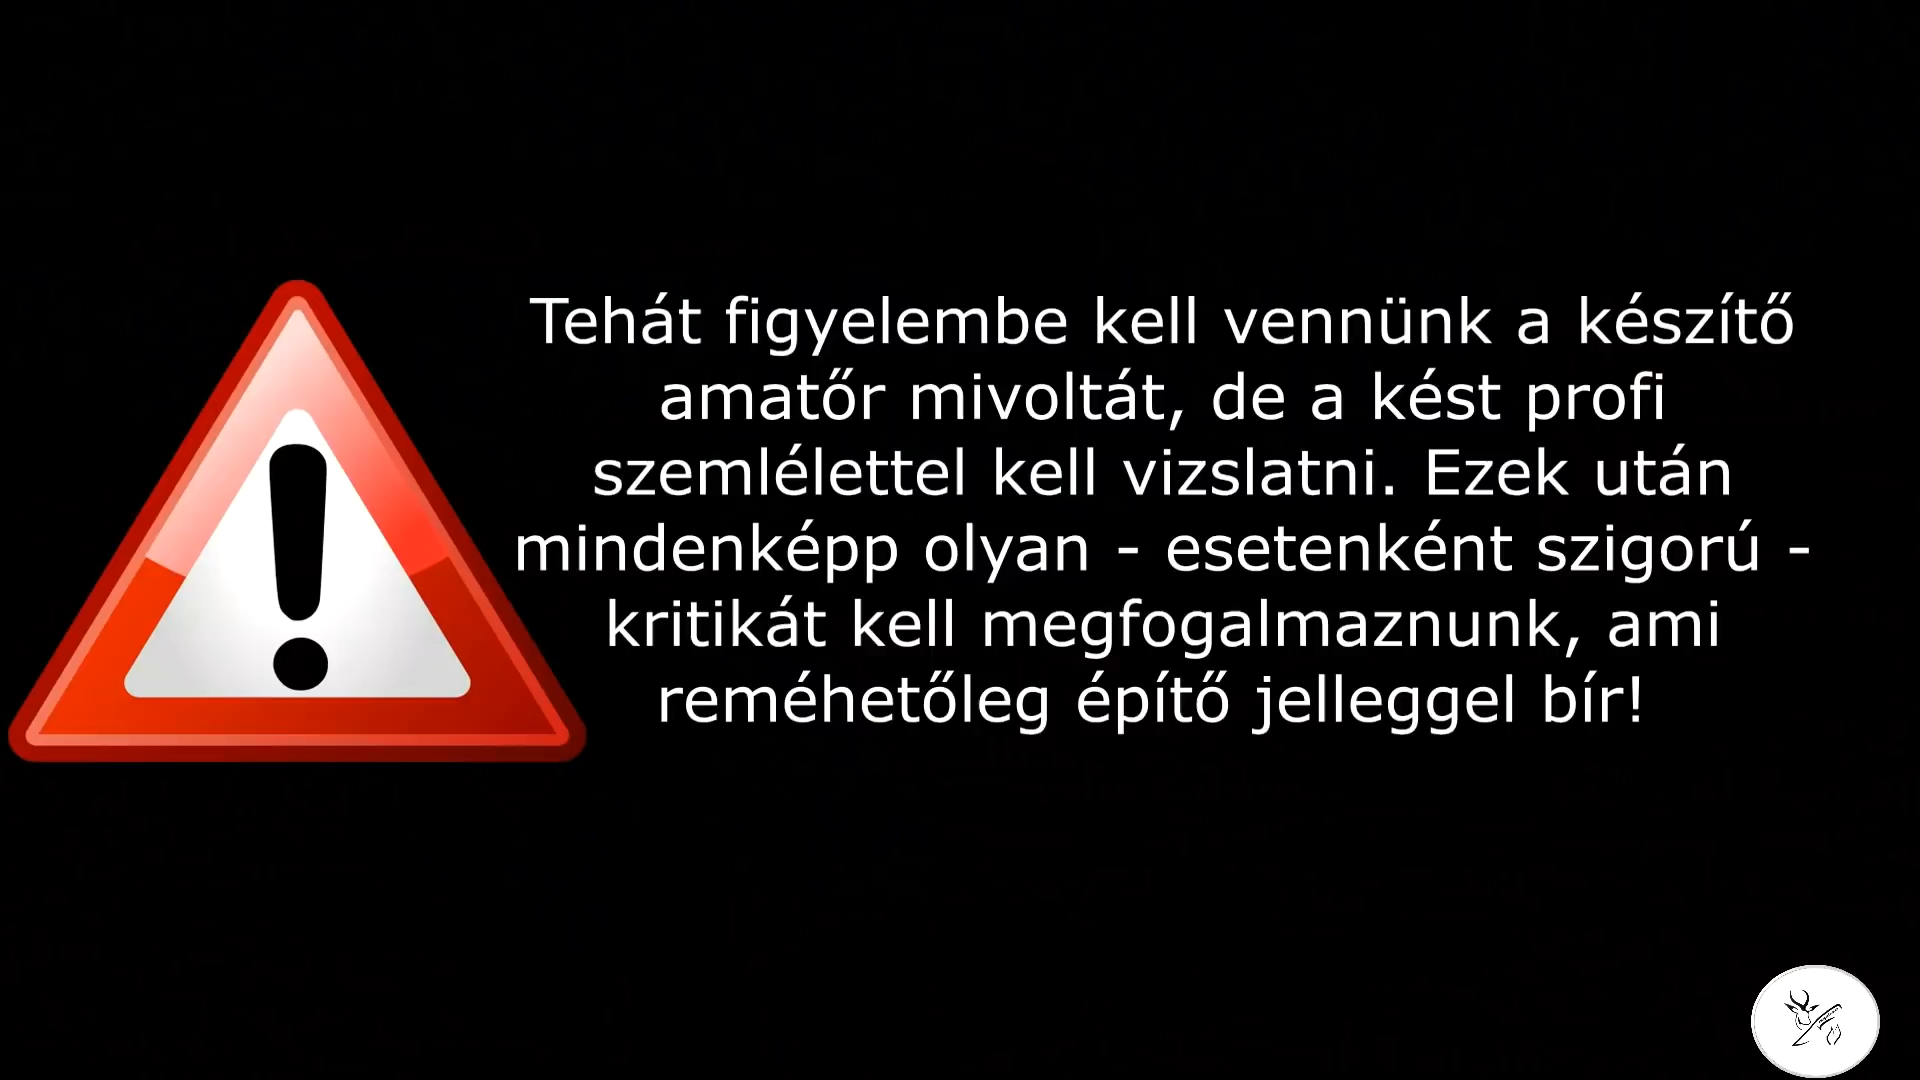 Tehát figyelembe kell vennünk a készítő
amatőr mivoltát, de a kést profi
szemlélettel kell vizslatni. Ezek után
mindenképp olyan - esetenként szigorú -
kritikát kell megfogalmaznunk, ami
reméhetőleg építő jelleggel bír!